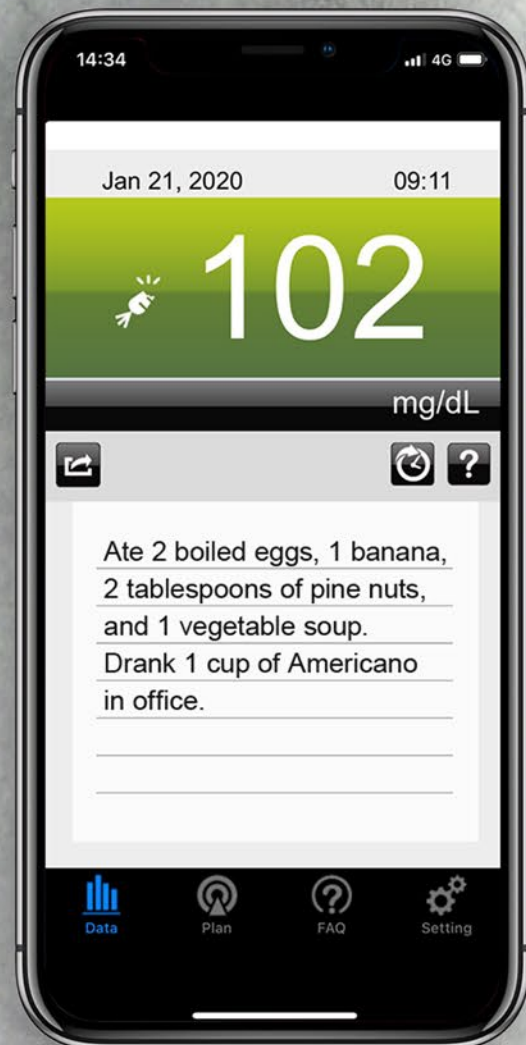 14:34 4G
Jan 21, 2020 09:11
102
mg/dL
?
Ate 2 boiled eggs, 1 banana,
2 tablespoons of pine nuts,
and 1 vegetable soup.
Drank 1 cup of Americano
in office.
Data Plan FAQ Setting